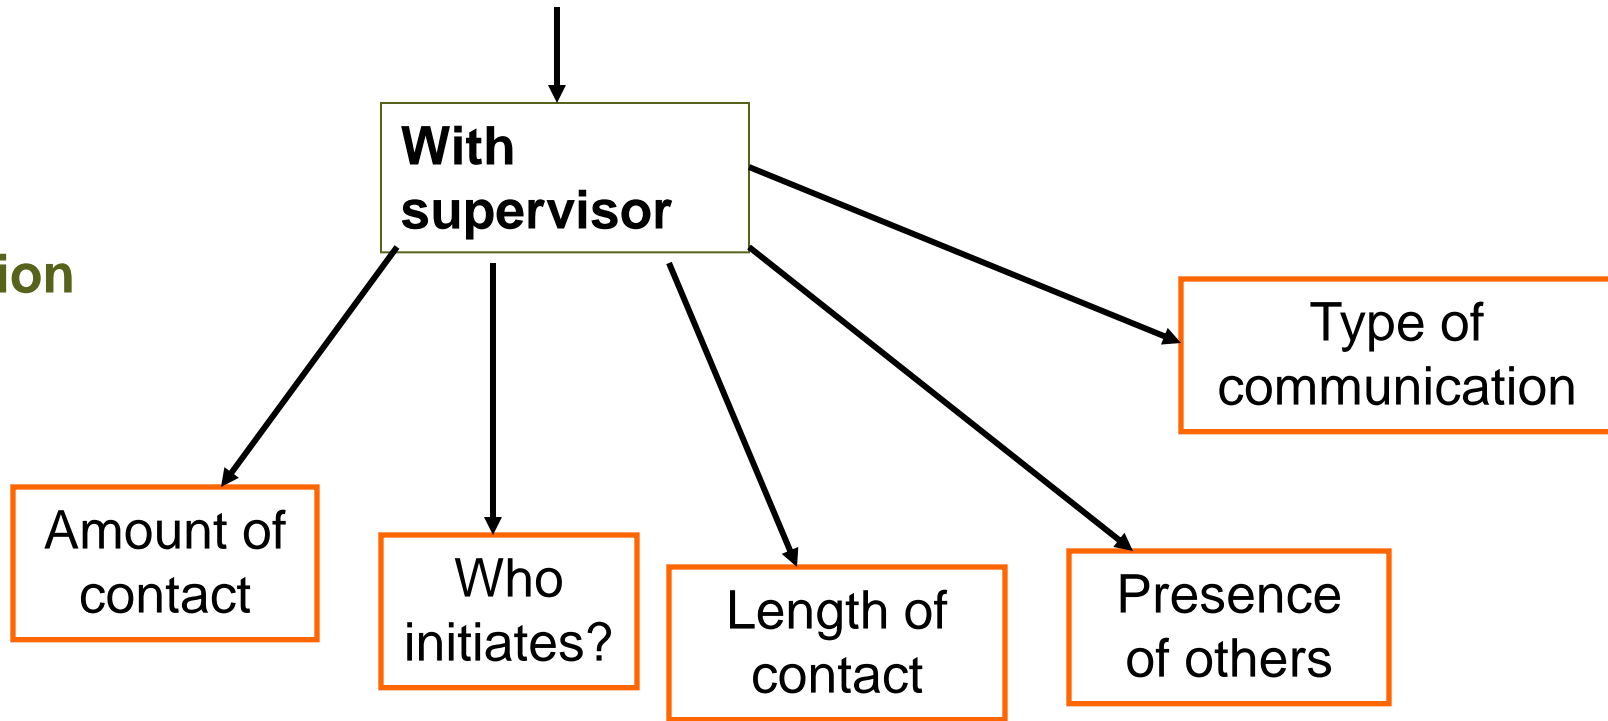 With
supervisor
ion
Type of
communication
Amount of
contact
Who
initiates?
Length of
contact
Presence
of others